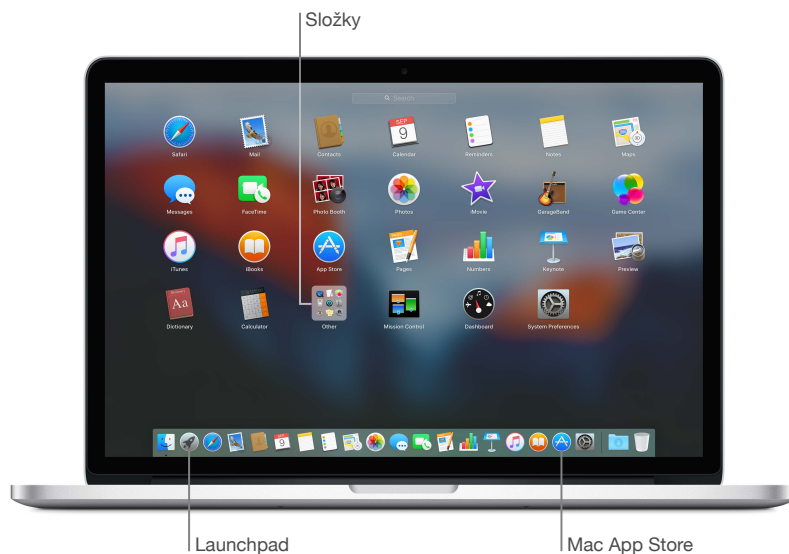 Složky
Search
SEP
9
Safari
Mail
Contacts
Calendar
Reminders
Notes
Maps
Messages
FaceTime
Photo Booth
Photos
iMovie
GarageBand
Game Center
iTunes
iBooks
App Store
Pages
Numbers
Keynote
Preview
Aa
Dictionary
Calculator
Other
Mission Control
Dashboard
System Preferences
9
Launchpad
Mac App Store